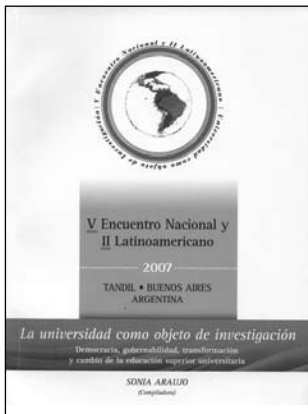 V Encuentro Nacional y II Latinoamericano | Universidad como objeto de Investigación |
V Encuentro Nacional y
II Latinoamericano
2007
TANDIL • BUENOS AIRES
ARGENTINA
La universidad como objeto de investigación
Democracia, gobernabilidad, transformación
y cambio de la educación superior universitaria
SONIA ARAUJO
(Compiladora)